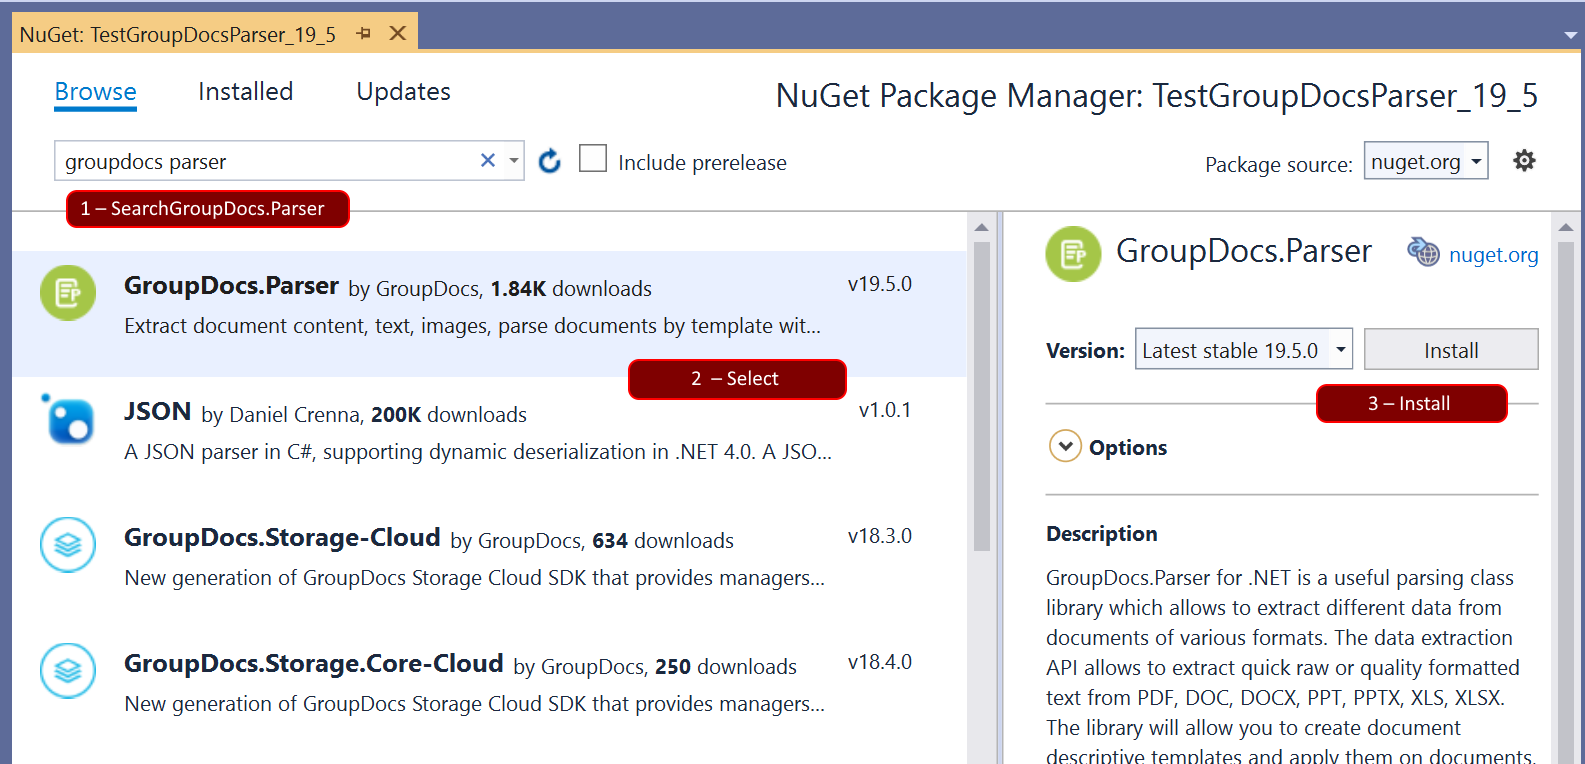 NuGet: TestGroupDocsParser_19_5
Browse Installed Updates
NuGet Package Manager: TestGroupDocsParser_19_5
groupdocs parser
Include prerelease
Package source: nuget.org
1 – SearchGroupDocs.Parser
GroupDocs.Parser by GroupDocs, 1.84K downloads v19.5.0
Extract document content, text, images, parse documents by template wit...
2 – Select
JSON by Daniel Crenna, 200K downloads v1.0.1
A JSON parser in C#, supporting dynamic deserialization in .NET 4.0. A JSO...
GroupDocs.Storage-Cloud by GroupDocs, 634 downloads v18.3.0
New generation of GroupDocs Storage Cloud SDK that provides managers...
GroupDocs.Storage.Core-Cloud by GroupDocs, 250 downloads v18.4.0
New generation of GroupDocs Storage Cloud SDK that provides managers...
GroupDocs.Parser nuget.org
Version: Latest stable 19.5.0 Install
3 – Install
Options
Description
GroupDocs.Parser for .NET is a useful parsing class
library which allows to extract different data from
documents of various formats. The data extraction
API allows to extract quick raw or quality formatted
text from PDF, DOC, DOCX, PPT, PPTX, XLS, XLSX.
The library will allow you to create document
descriptive templates and apply them on documents.